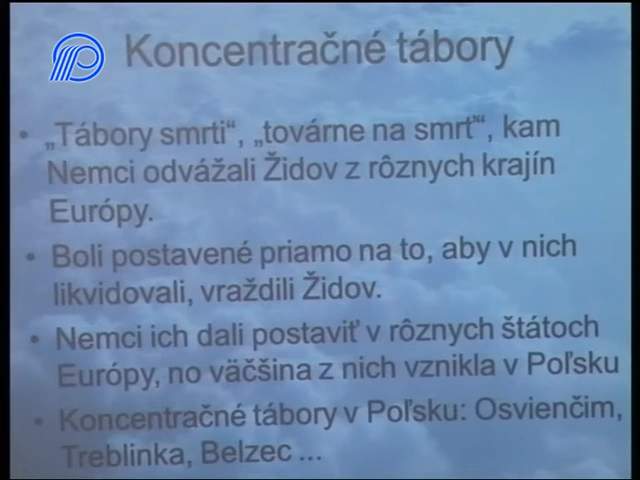 Koncentračné tábory
• „Tábory smrti“, „továrne na smrť“, kam
Nemci odvážali Židov z rôznych krajín
Európy.
• Boli postavené priamo na to, aby v nich
likvidovali, vraždili Židov.
• Nemci ich dali postaviť v rôznych štátoch
Európy, no väčšina z nich vznikla v Poľsku
• Koncentračné tábory v Poľsku: Osvienčim,
Treblinka, Belzec ...